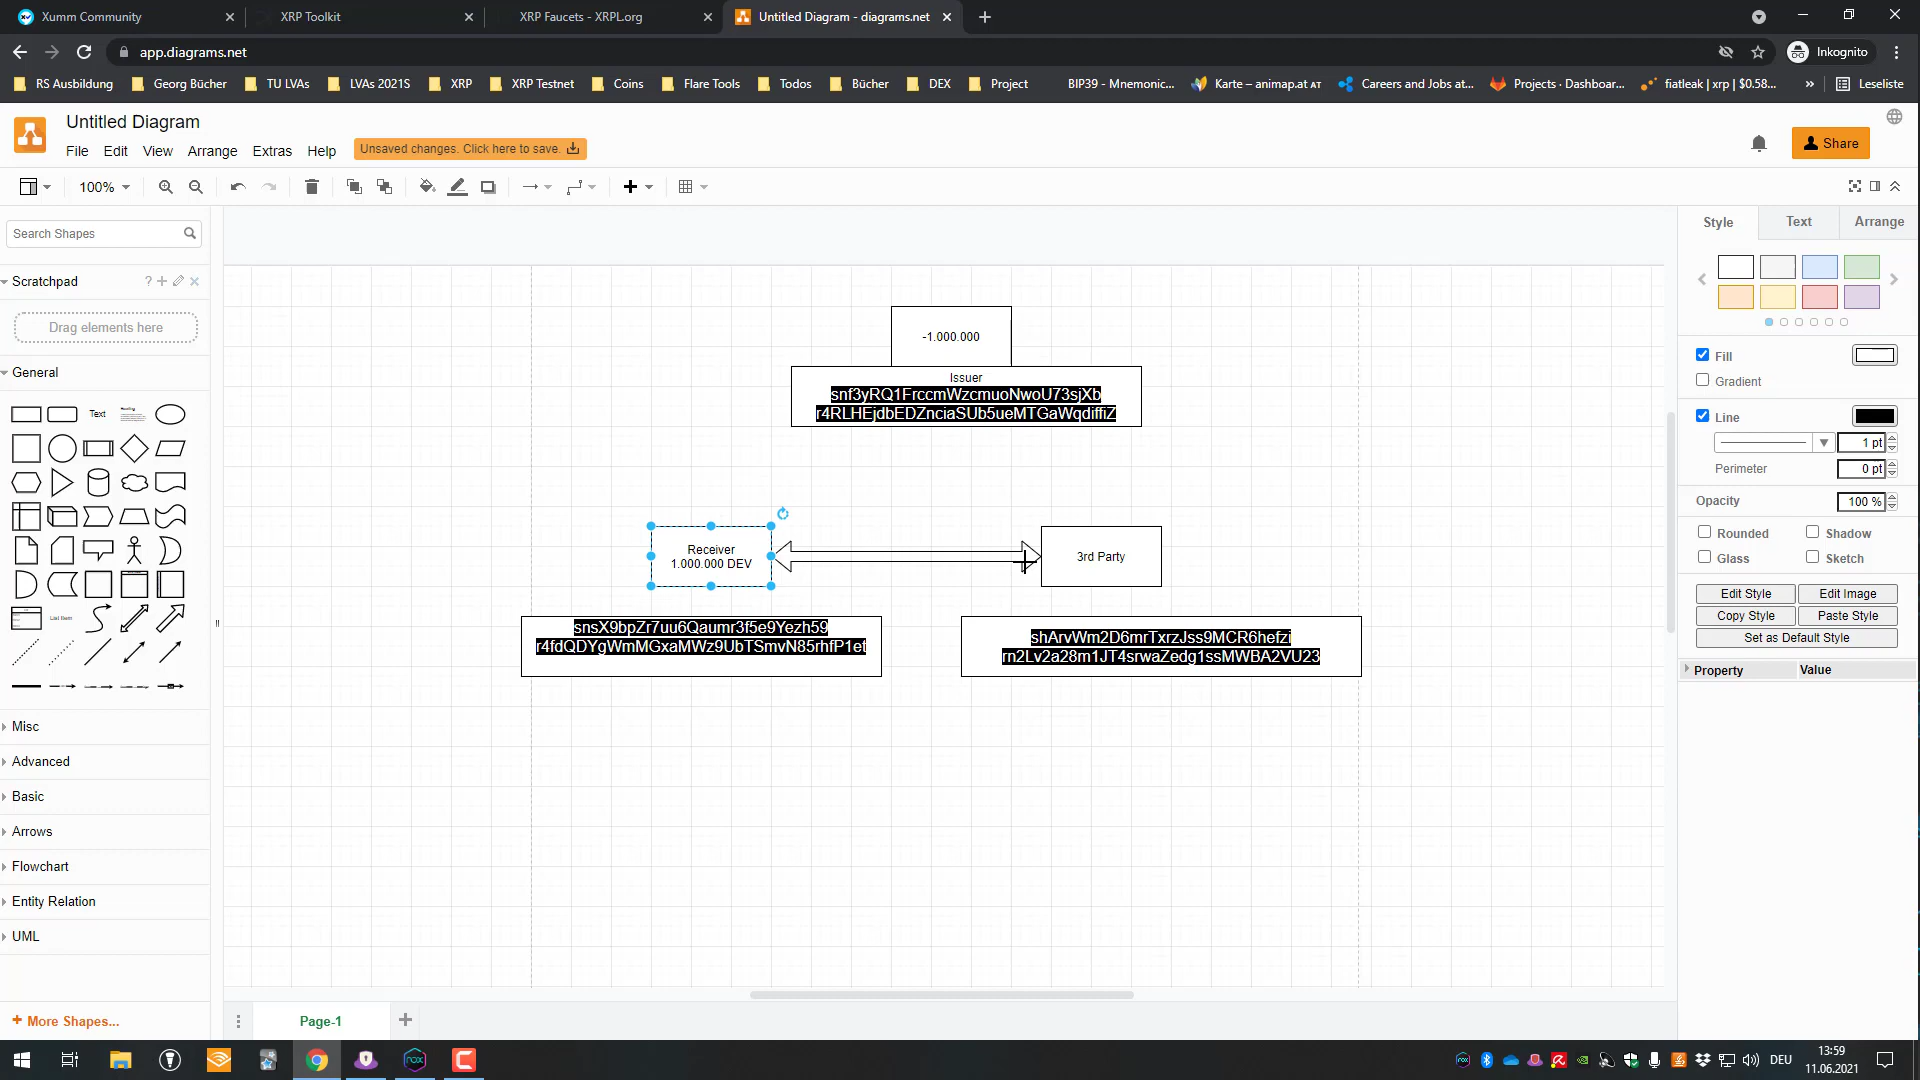 Xumm Community
XRP Toolkit
XRP Faucets - XRPL.org
Untitled Diagram - diagrams.net
app.diagrams.net
Inkognito
RS Ausbildung
Georg Bücher
TU LVAs
LVAs 2021S
XRP
XRP Testnet
Coins
Flare Tools
Todos
Bücher
DEX
Project
BIP39 - Mnemonic...
Karte – animap.at AT
Careers and Jobs at...
Projects · Dashboar...
fiatleak | xrp | $0.58...
»
Leseliste
Untitled Diagram
File Edit View Arrange Extras Help
Unsaved changes. Click here to save.
Share
100%
Search Shapes
Scratchpad
?
Drag elements here
General
Text
Heading
List Item
Misc
Advanced
Basic
Arrows
Flowchart
Entity Relation
UML
+ More Shapes...
-1.000.000
Issuer
snf3yRQ1FrccmWzcmuoNwoU73sjXb
r4RLHEjdbEDZnciaSUb5ueMTGaWqdiffiZ
Receiver
1.000.000 DEV
3rd Party
snsX9bpZr7uu6Qaumr3f5e9Yezh59
r4fdQDYgWmMGxaMWz9UbTSmvN85rhfP1et
shArvWm2D6mrTxrzJss9MCR6hefzi
rn2Lv2a28m1JT4srwaZedg1ssMWBA2VU23
Style Text Arrange
Fill
Gradient
Line
1 pt
Perimeter
0 pt
Opacity
100 %
Rounded
Shadow
Glass
Sketch
Edit Style
Edit Image
Copy Style
Paste Style
Set as Default Style
Property Value
Page-1
DEU
13:59
11.06.2021